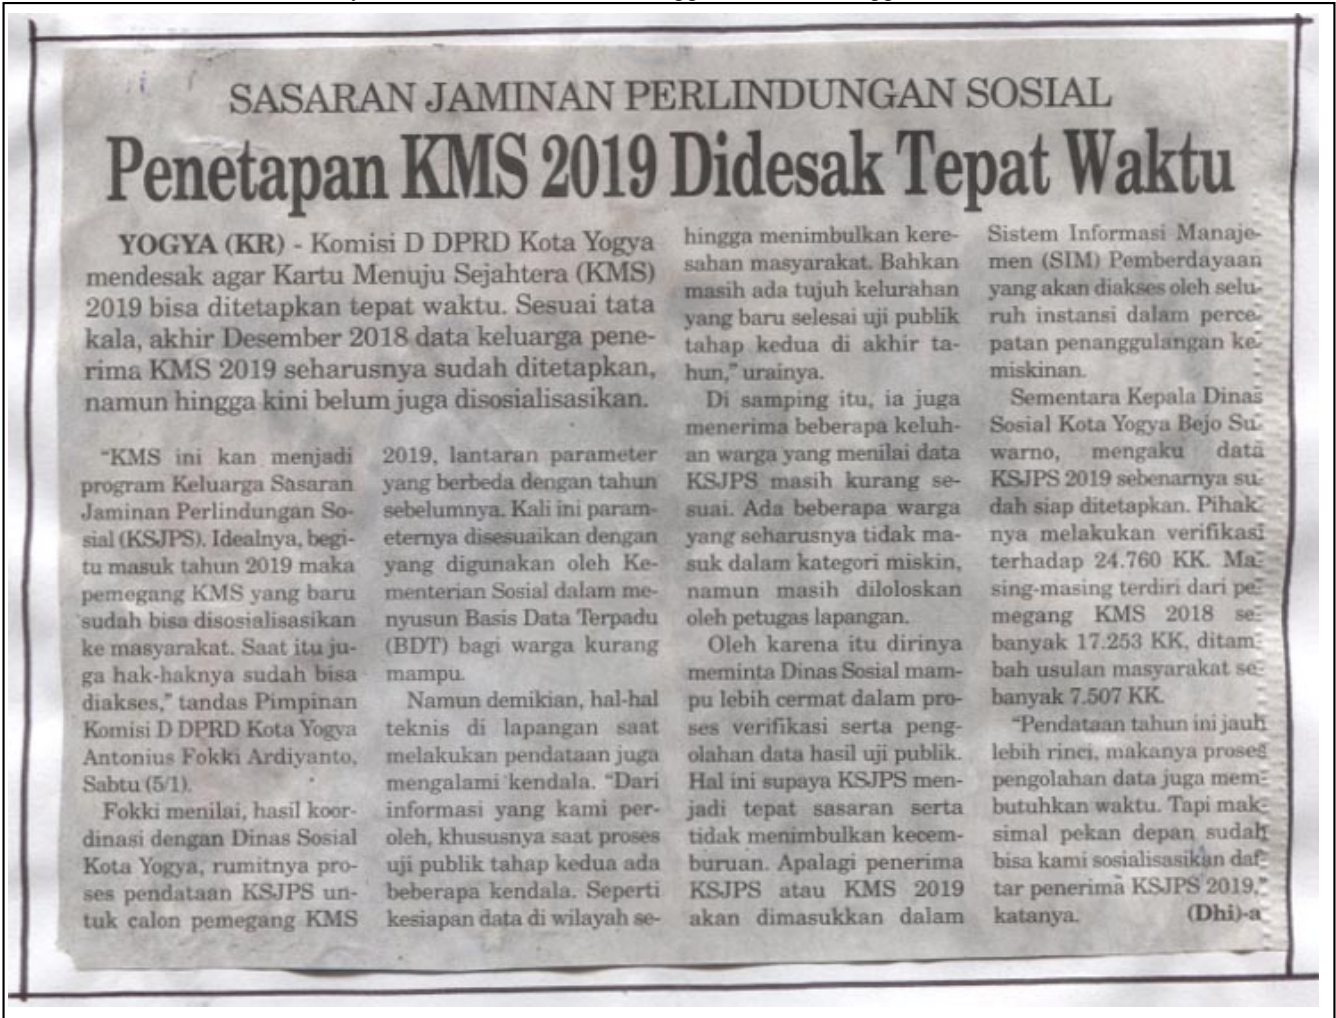 SASARAN JAMINAN PERLINDUNGAN SOSIAL
Penetapan KMS 2019 Didesak Tepat Waktu
YOGYA (KR) - Komisi D DPRD Kota Yogya
mendesak agar Kartu Menuju Sejahtera (KMS)
2019 bisa ditetapkan tepat waktu. Sesuai tata
kala, akhir Desember 2018 data keluarga pene-
rima KMS 2019 seharusnya sudah ditetapkan,
namun hingga kini belum juga disosialisasikan.
"KMS ini kan menjadi
program Keluarga Sasaran
Jaminan Perlindungan So-
sial (KSJPS). Idealnya, begi-
tu masuk tahun 2019 maka
pemegang KMS yang baru
sudah bisa disosialisasikan
ke masyarakat. Saat itu ju-
ga hak-haknya sudah bisa
diakses," tandas Pimpinan
Komisi D DPRD Kota Yogya
Antonius Fokki Ardiyanto,
Sabtu (5/1).
Fokki menilai, hasil koor-
dinasi dengan Dinas Sosial
Kota Yogya, rumitnya pro-
ses pendataan KSJPS un-
tuk calon pemegang KMS
2019, lantaran parameter
yang berbeda dengan tahun
sebelumnya. Kali ini param-
eternya disesuaikan dengan
yang digunakan oleh Ke-
menterian Sosial dalam me-
nyusun Basis Data Terpadu
(BDT) bagi warga kurang
mampu.
Namun demikian, hal-hal
teknis di lapangan saat
melakukan pendataan juga
mengalami kendala. "Dari
informasi yang kami per-
oleh, khususnya saat proses
uji publik tahap kedua ada
beberapa kendala. Seperti
kesiapan data di wilayah se-
hingga menimbulkan kere-
sahan masyarakat. Bahkan
masih ada tujuh kelurahan
yang baru selesai uji publik
tahap kedua di akhir ta-
hun," urainya.
Di samping itu, ia juga
menerima beberapa keluh-
an warga yang menilai data
KSJPS masih kurang se-
suai. Ada beberapa warga
yang seharusnya tidak ma-
suk dalam kategori miskin,
namun masih diloloskan
oleh petugas lapangan.
Oleh karena itu dirinya
meminta Dinas Sosial mam-
pu lebih cermat dalam pro-
ses verifikasi serta peng-
olahan data hasil uji publik.
Hal ini supaya KSJPS men-
jadi tepat sasaran serta
tidak menimbulkan kecem-
buruan. Apalagi penerima
KSJPS atau KMS 2019
akan dimasukkan dalam
Sistem Informasi Manaje-
men (SIM) Pemberdayaan
yang akan diakses oleh selu-
ruh instansi dalam perce-
patan penanggulangan ke-
miskinan.
Sementara Kepala Dinas
Sosial Kota Yogya Bejo Su-
warno, mengaku data
KSJPS 2019 sebenarnya su-
dah siap ditetapkan. Pihak-
nya melakukan verifikasi
terhadap 24.760 KK. Ma-
sing-masing terdiri dari pe-
megang KMS 2018 se-
banyak 17.253 KK, ditam-
bah usulan masyarakat se-
banyak 7.507 KK.
"Pendataan tahun ini jauh
lebih rinci, makanya proses
pengolahan data juga mem-
butuhkan waktu. Tapi mak-
simal pekan depan sudah
bisa kami sosialisasikan daf-
tar penerima KSJPS 2019,"
katanya. (Dhi)-a